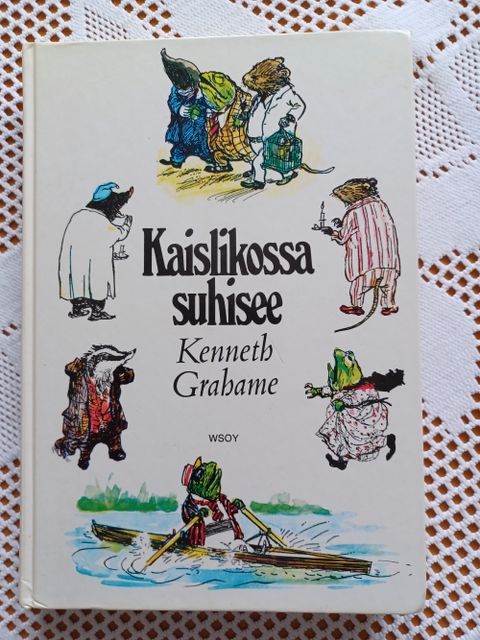 Kaislikossa
suhisee
Kenneth
Grahame
WSOY